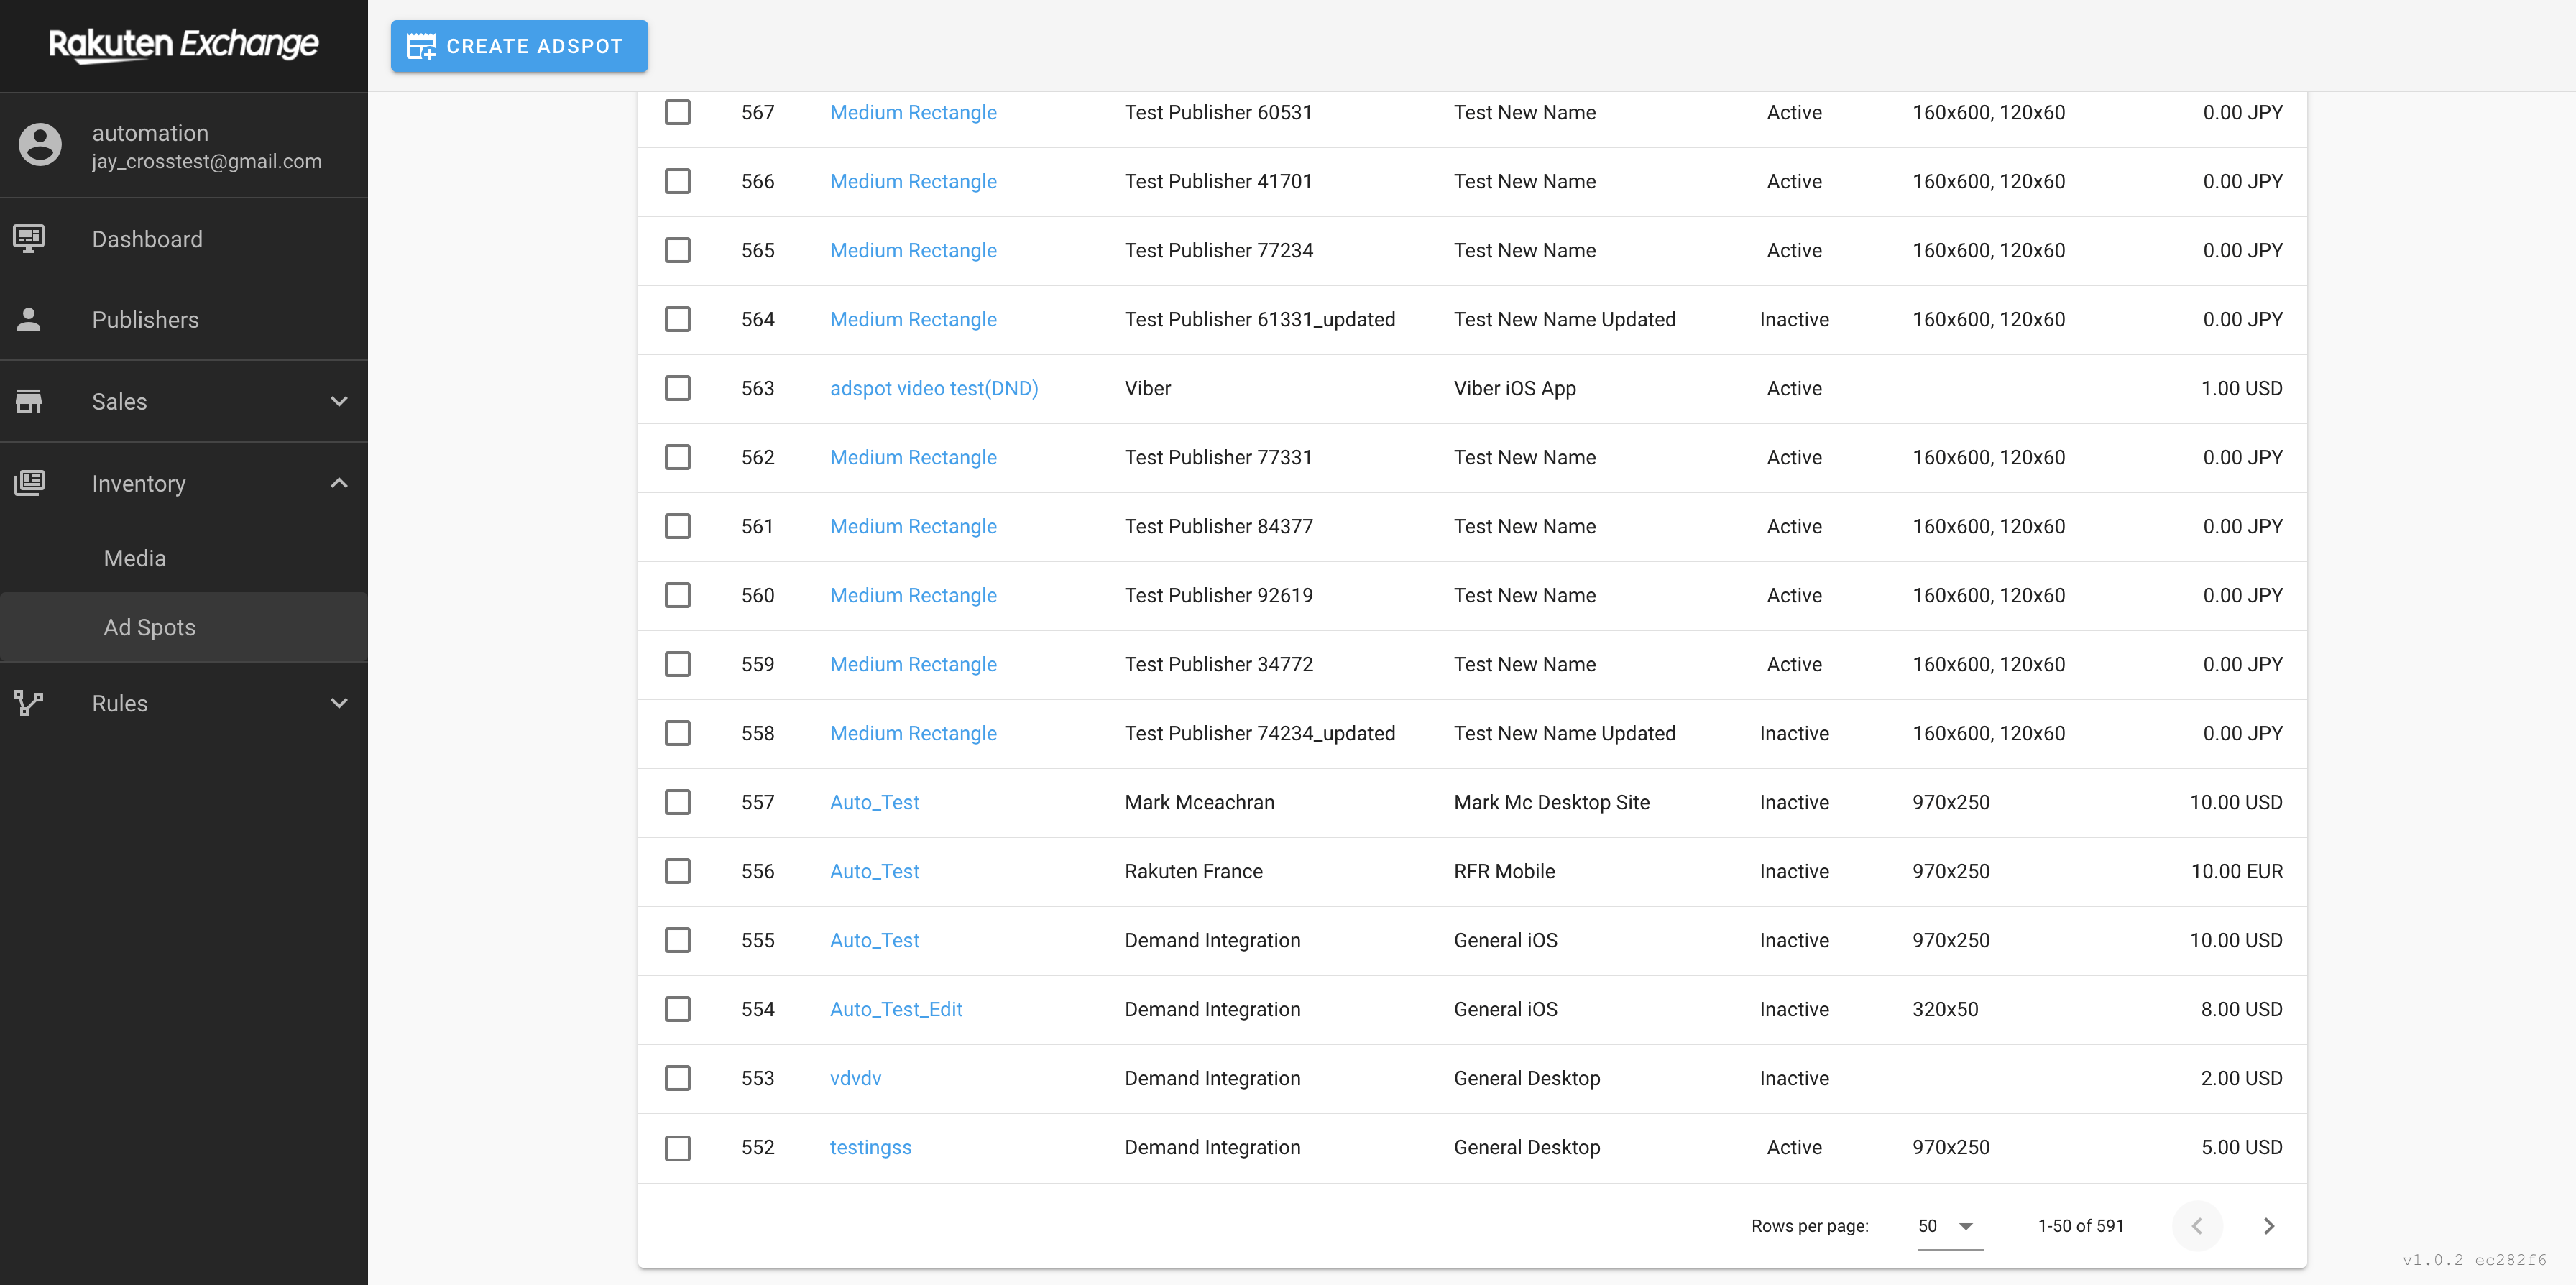 Rakuten Exchange
CREATE ADSPOT
automation
jay_crosstest@gmail.com
Dashboard
Publishers
Sales
Inventory
Media
Ad Spots
Rules
567 Medium Rectangle Test Publisher 60531 Test New Name Active 160x600, 120x60 0.00 JPY
566 Medium Rectangle Test Publisher 41701 Test New Name Active 160x600, 120x60 0.00 JPY
565 Medium Rectangle Test Publisher 77234 Test New Name Active 160x600, 120x60 0.00 JPY
564 Medium Rectangle Test Publisher 61331_updated Test New Name Updated Inactive 160x600, 120x60 0.00 JPY
563 adspot video test(DND) Viber Viber iOS App Active 1.00 USD
562 Medium Rectangle Test Publisher 77331 Test New Name Active 160x600, 120x60 0.00 JPY
561 Medium Rectangle Test Publisher 84377 Test New Name Active 160x600, 120x60 0.00 JPY
560 Medium Rectangle Test Publisher 92619 Test New Name Active 160x600, 120x60 0.00 JPY
559 Medium Rectangle Test Publisher 34772 Test New Name Active 160x600, 120x60 0.00 JPY
558 Medium Rectangle Test Publisher 74234_updated Test New Name Updated Inactive 160x600, 120x60 0.00 JPY
557 Auto_Test Mark Mceachran Mark Mc Desktop Site Inactive 970x250 10.00 USD
556 Auto_Test Rakuten France RFR Mobile Inactive 970x250 10.00 EUR
555 Auto_Test Demand Integration General iOS Inactive 970x250 10.00 USD
554 Auto_Test_Edit Demand Integration General iOS Inactive 320x50 8.00 USD
553 vdvdv Demand Integration General Desktop Inactive 2.00 USD
552 testingss Demand Integration General Desktop Active 970x250 5.00 USD
Rows per page: 50 1-50 of 591
v1.0.2 ec282f6